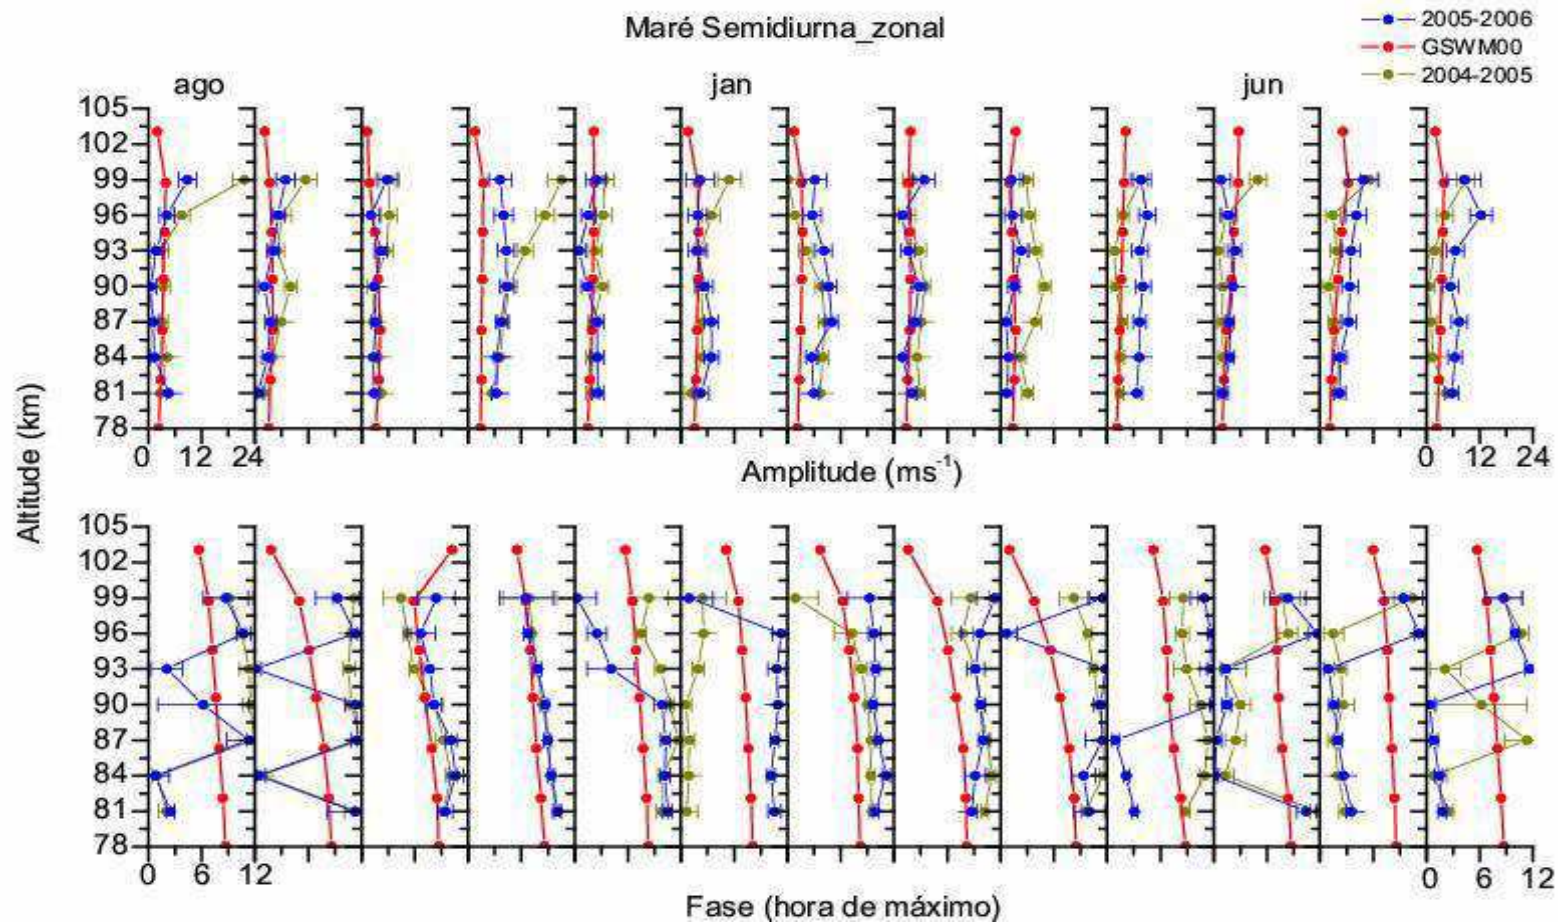 Maré Semidiurna_zonal
2005-2006
GSWM00
2004-2005
ago jan jun
105
102
99
96
93
90
87
84
81
78
0 12 24
0 12 24
Amplitude (ms⁻¹)
Altitude (km)
105
102
99
96
93
90
87
84
81
78
0 6 12
0 6 12
Fase (hora de máximo)